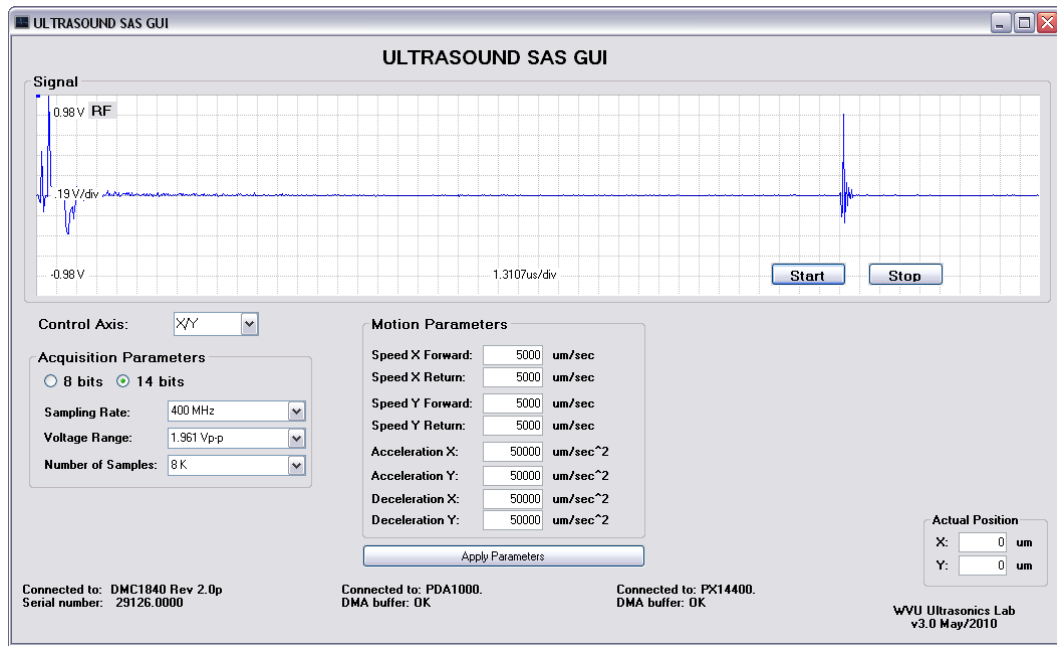 ULTRASOUND SAS GUI
ULTRASOUND SAS GUI
Signal
0.98 V RF
.19 V/div
-0.98 V 1.3107us/div Start Stop
Control Axis: X/Y
Acquisition Parameters
8 bits 14 bits
Sampling Rate: 400 MHz
Voltage Range: 1.961 Vp-p
Number of Samples: 8 K
Motion Parameters
Speed X Forward: 5000 um/sec
Speed X Return: 5000 um/sec
Speed Y Forward: 5000 um/sec
Speed Y Return: 5000 um/sec
Acceleration X: 50000 um/sec^2
Acceleration Y: 50000 um/sec^2
Deceleration X: 50000 um/sec^2
Deceleration Y: 50000 um/sec^2
Apply Parameters
Actual Position
X: 0 um
Y: 0 um
Connected to: DMC1840 Rev 2.0p
Serial number: 29126.0000
Connected to: PDA1000.
DMA buffer: OK
Connected to: PX14400.
DMA buffer: OK
WVU Ultrasonics Lab
v3.0 May/2010